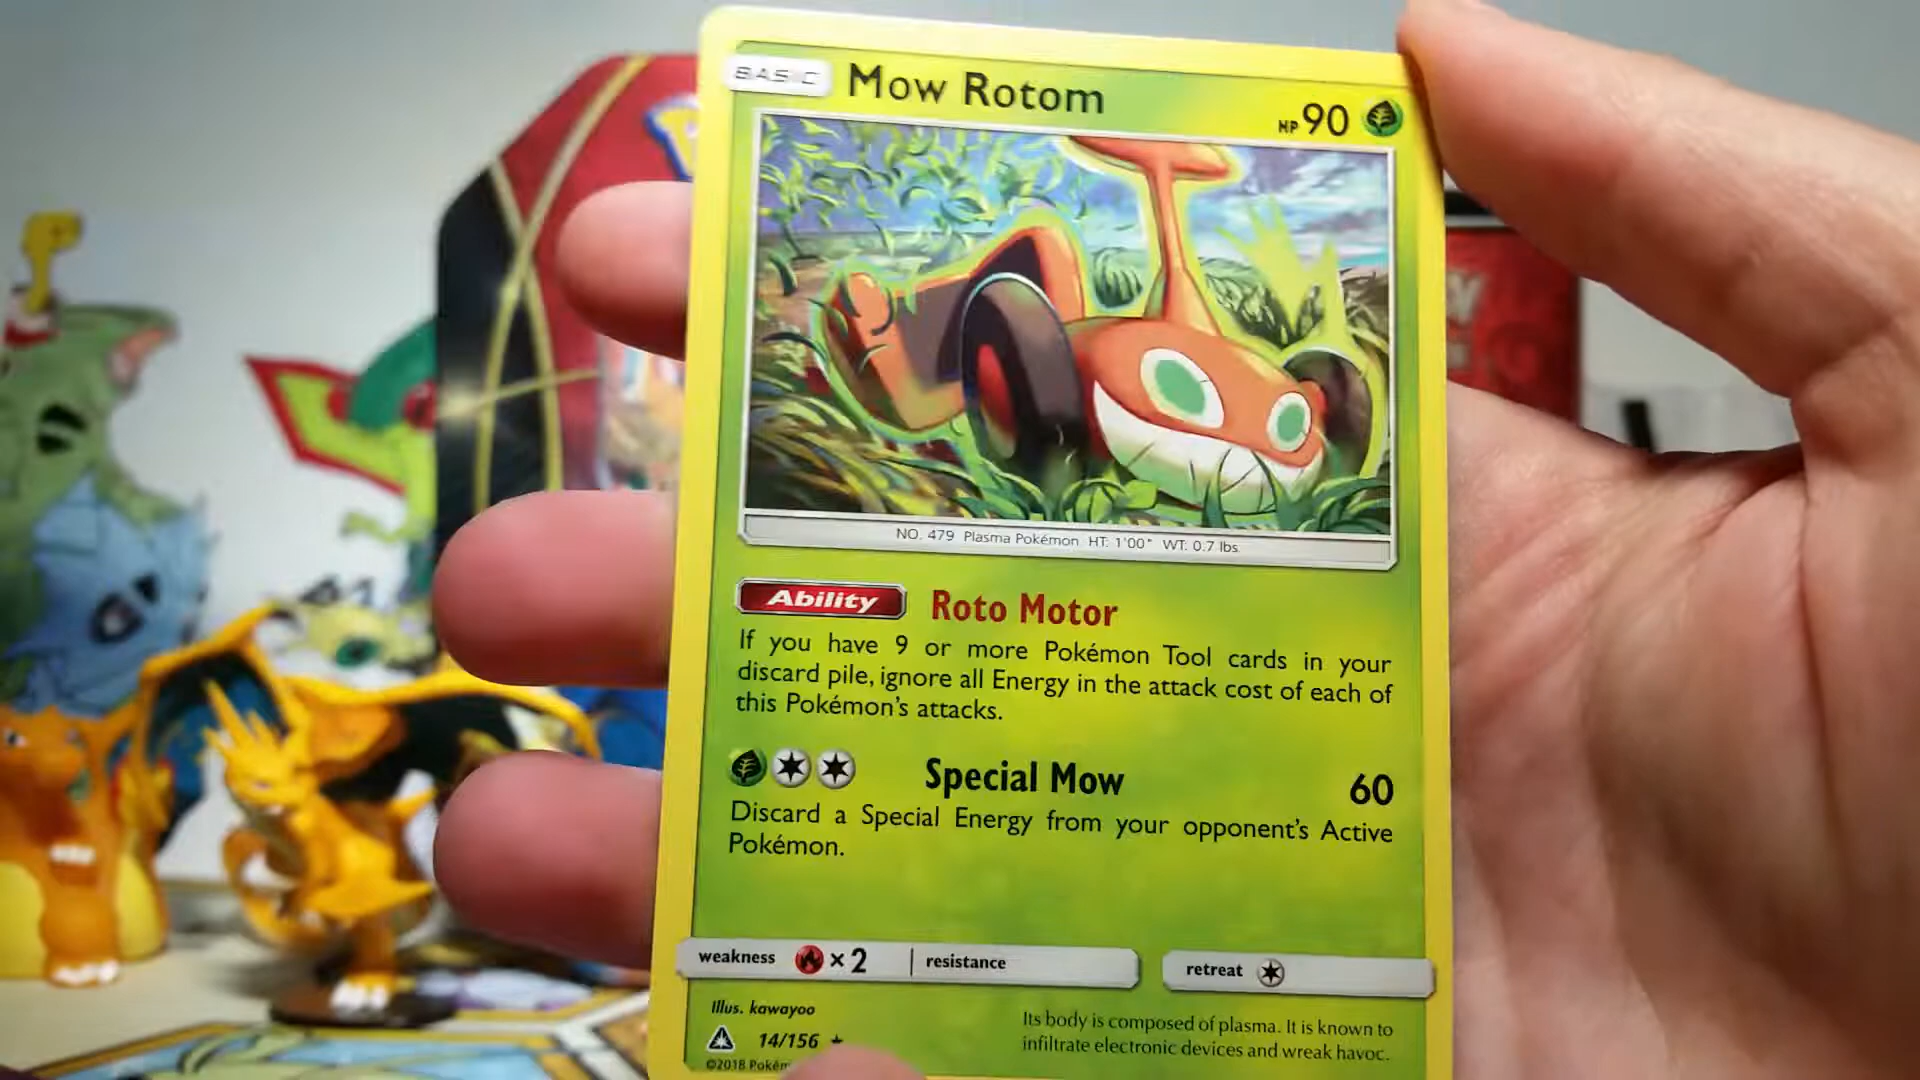 BASIC Mow Rotom HP 90
NO. 479 Plasma Pokémon HT: 1'00" WT: 0.7 lbs.
Ability Roto Motor
If you have 9 or more Pokémon Tool cards in your
discard pile, ignore all Energy in the attack cost of each of
this Pokémon's attacks.
Special Mow 60
Discard a Special Energy from your opponent's Active
Pokémon.
weakness ×2 resistance retreat
Illus. kawayoo
14/156 ★
©2018
Its body is composed of plasma. It is known to
infiltrate electronic devices and wreak havoc.